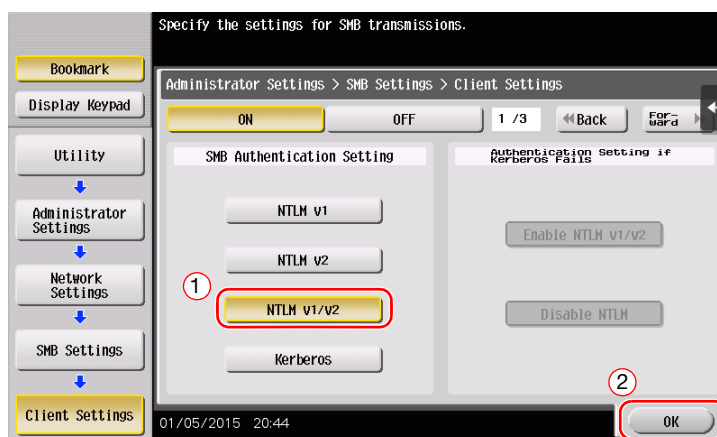 Specify the settings for SMB transmissions.
Bookmark
Display Keypad
Utility
Administrator
Settings
Network
Settings
SMB Settings
Client Settings
Administrator Settings > SMB Settings > Client Settings
ON
OFF
1 /3
Back
For-
ward
SMB Authentication Setting
NTLM v1
NTLM v2
1
NTLM v1/v2
Kerberos
Authentication Setting if
Kerberos Fails
Enable NTLM v1/v2
Disable NTLM
2
01/05/2015 20:44
OK